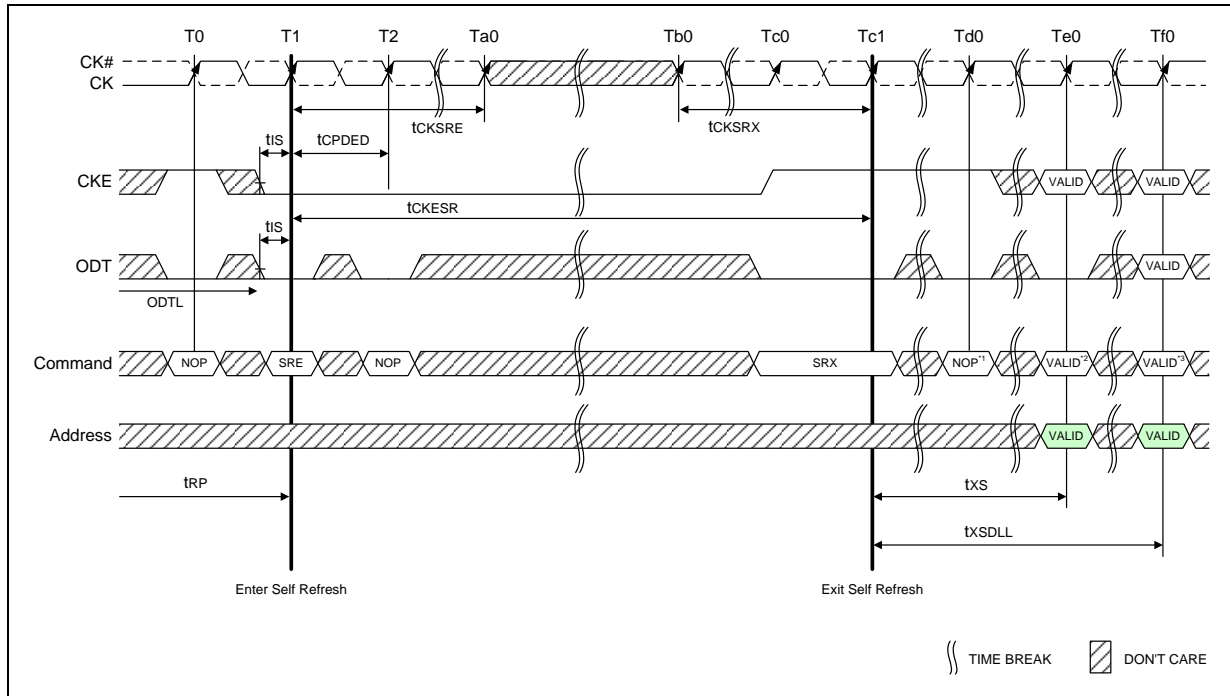 T0 T1 T2 Ta0 Tb0 Tc0 Tc1 Td0 Te0 Tf0
CK#
CK
tCKSRE tCKSRX
tIS tCPDED
CKE VALID VALID
tCKESR
tIS
ODT VALID
ODTL
Command NOP SRE NOP SRX NOP*1 VALID*2 VALID*3
Address VALID VALID
tRP tXS
tXSDLL
Enter Self Refresh Exit Self Refresh
TIME BREAK DON'T CARE